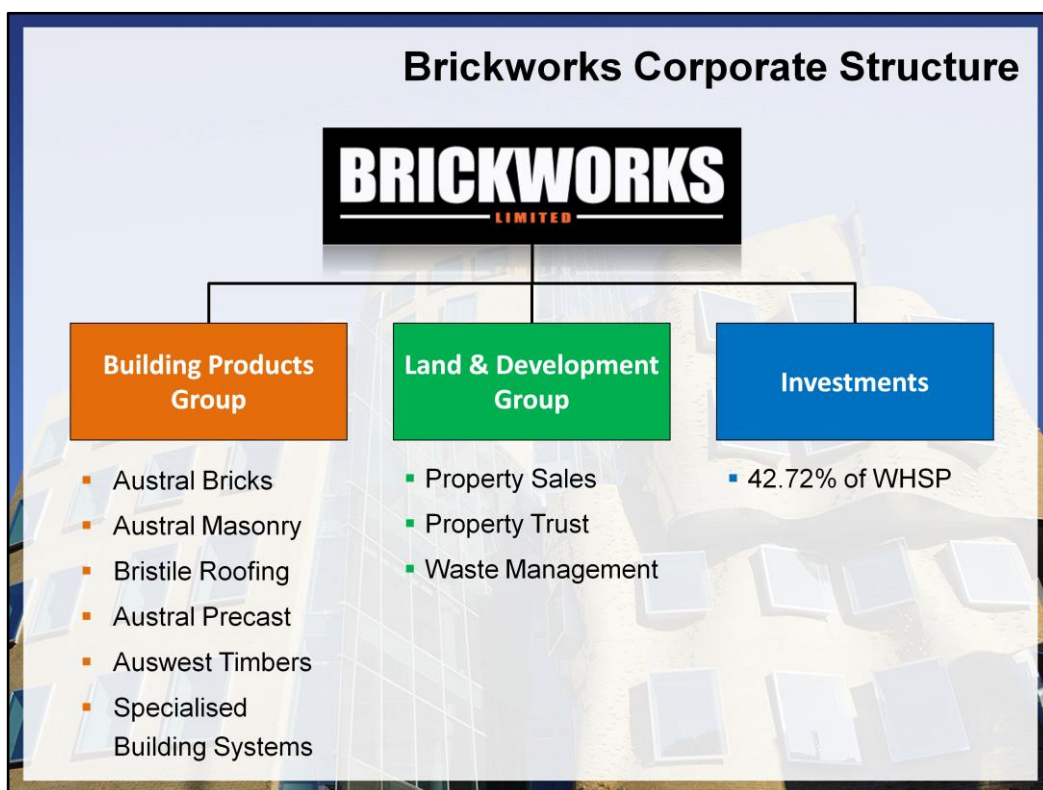 Brickworks Corporate Structure
BRICKWORKS
LIMITED
Building Products
Group
Land & Development
Group
Investments
Austral Bricks
Austral Masonry
Bristile Roofing
Austral Precast
Auswest Timbers
Specialised
Building Systems
Property Sales
Property Trust
Waste Management
42.72% of WHSP